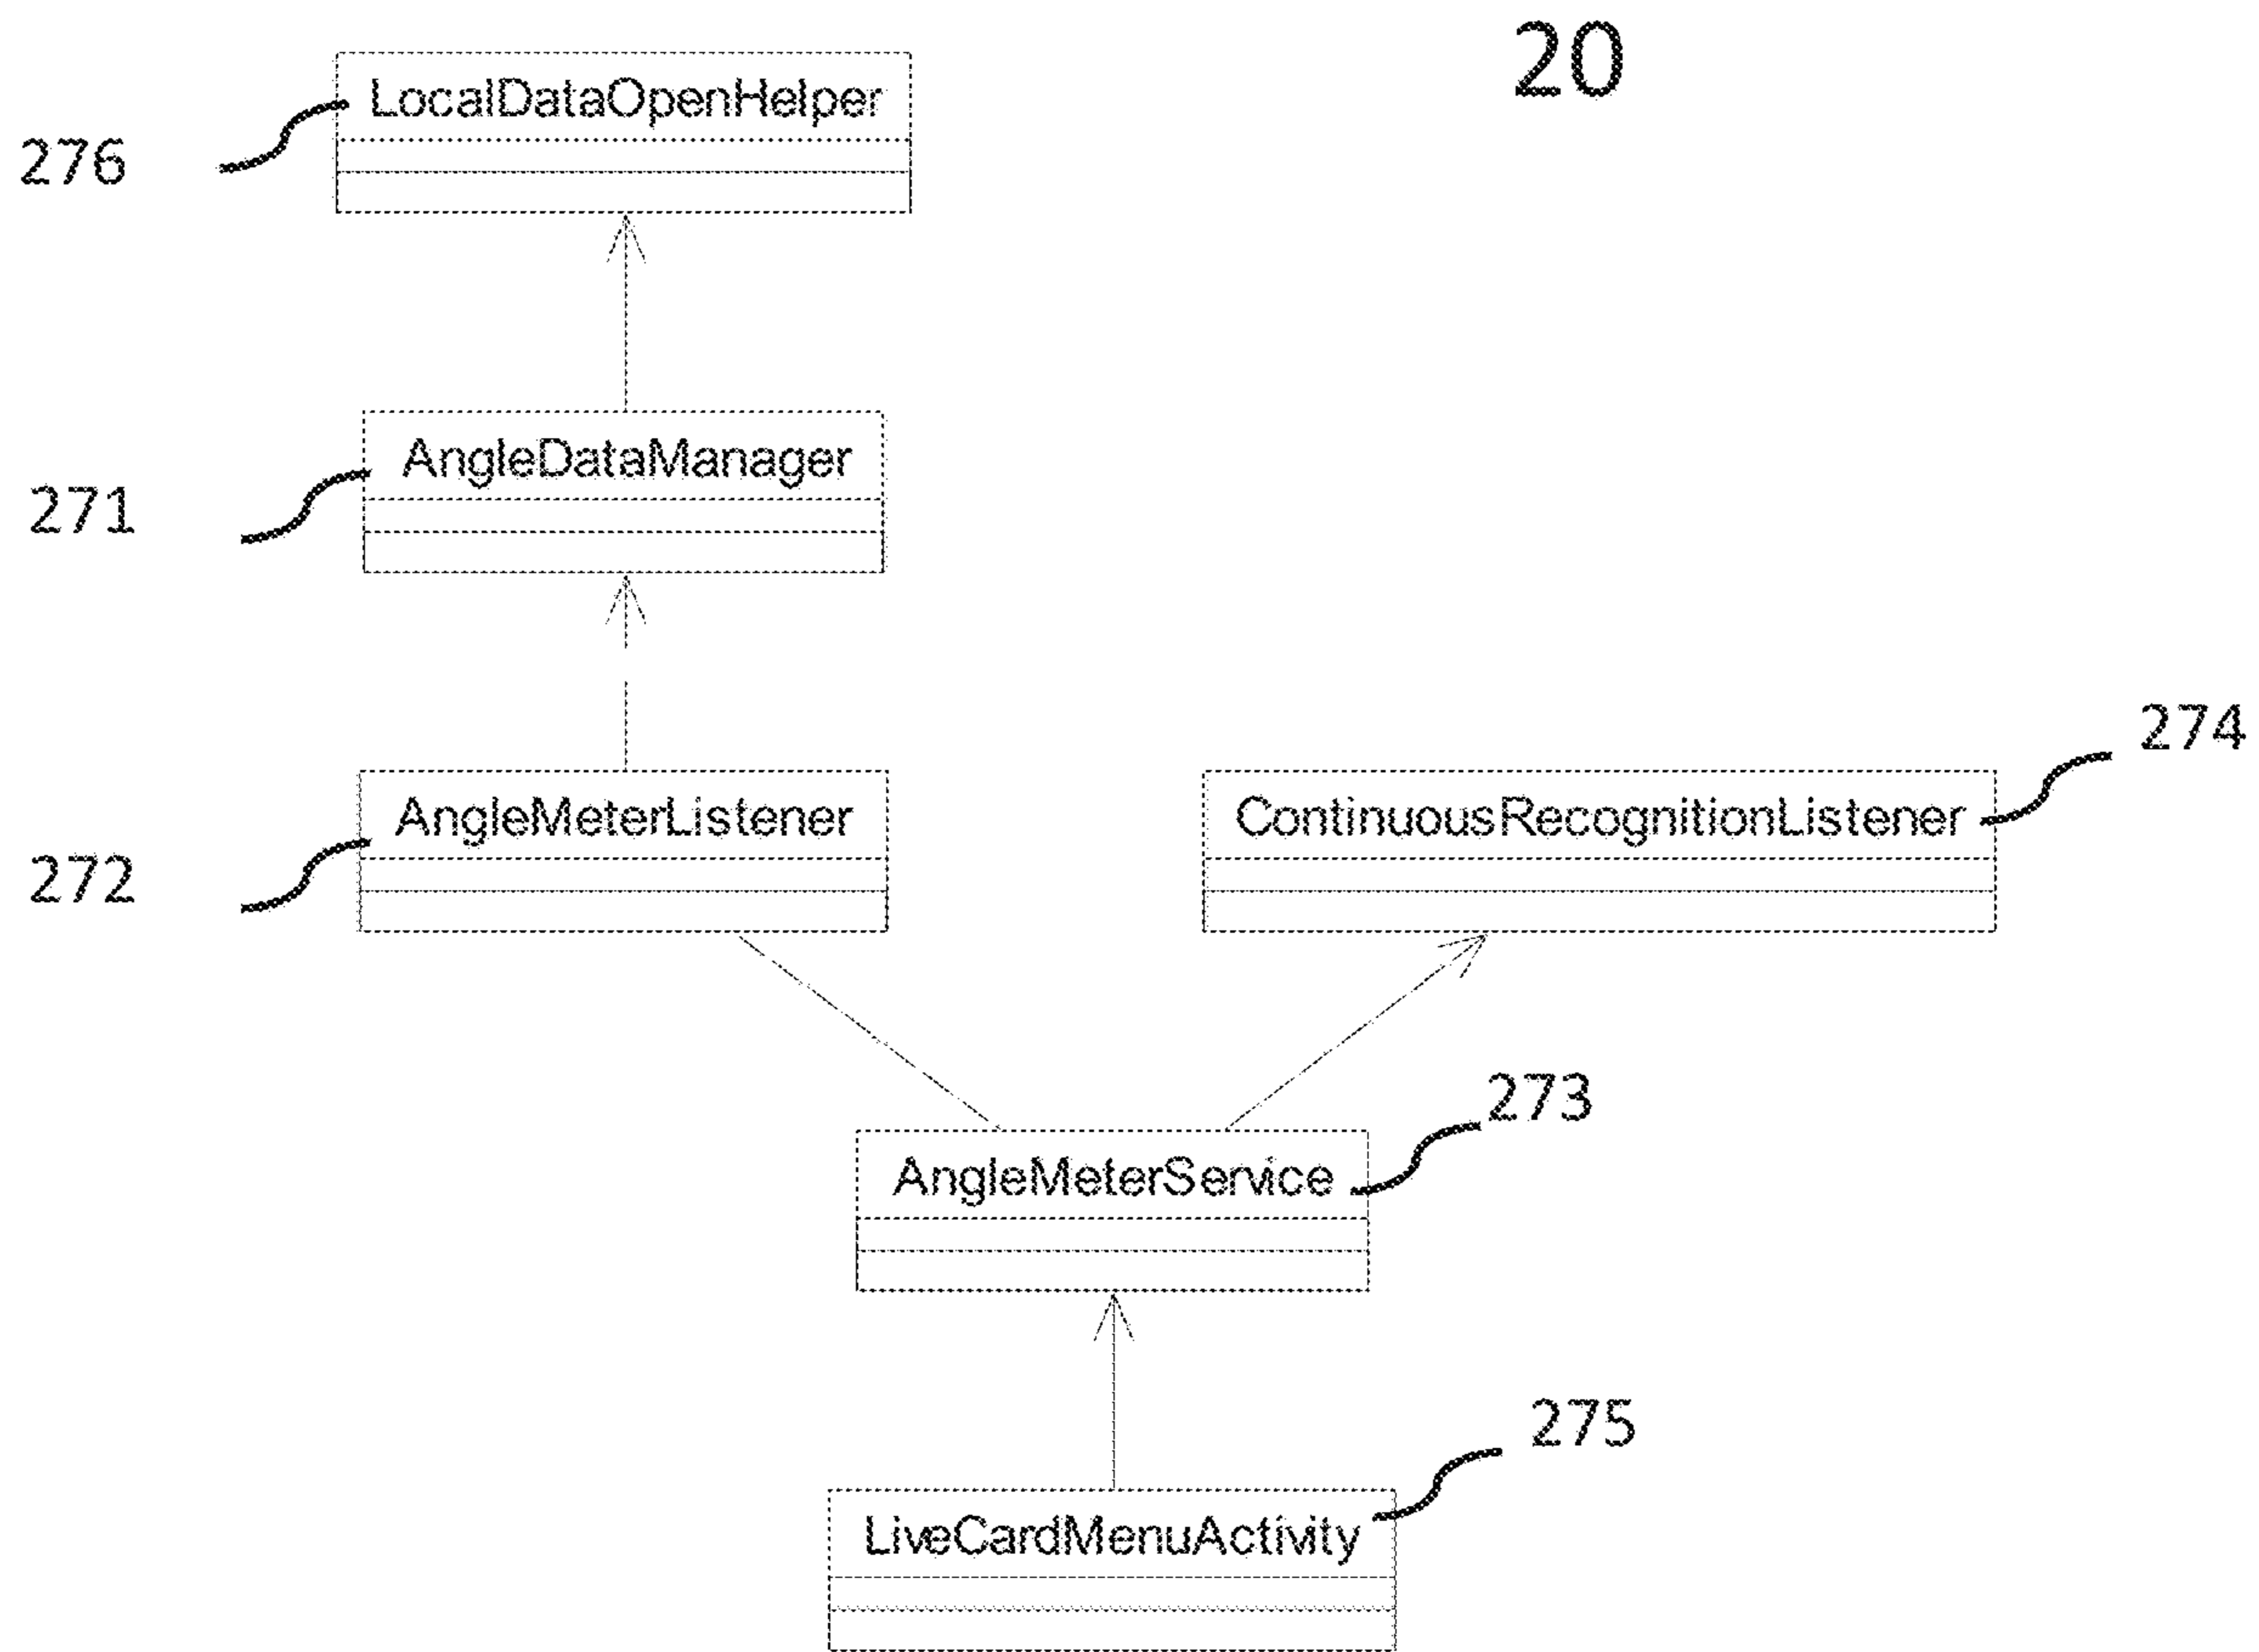 20
LocalDataOpenHelper
276
AngleDataManager
271
274
AngleMeterListener
ContinuousRecognitionListener
272
273
AngleMeterService
275
LiveCardMenuActivity